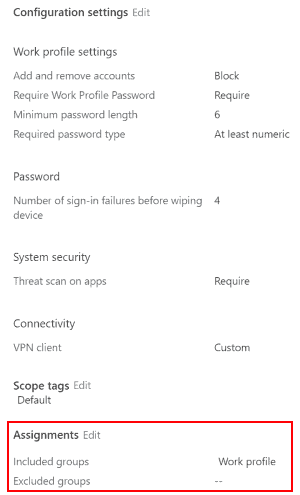 Configuration settings Edit
Work profile settings
Add and remove accounts Block
Require Work Profile Password Require
Minimum password length 6
Required password type At least numeric
Password
Number of sign-in failures before wiping 4
device
System security
Threat scan on apps Require
Connectivity
VPN client Custom
Scope tags Edit
Default
Assignments Edit
Included groups Work profile
Excluded groups --